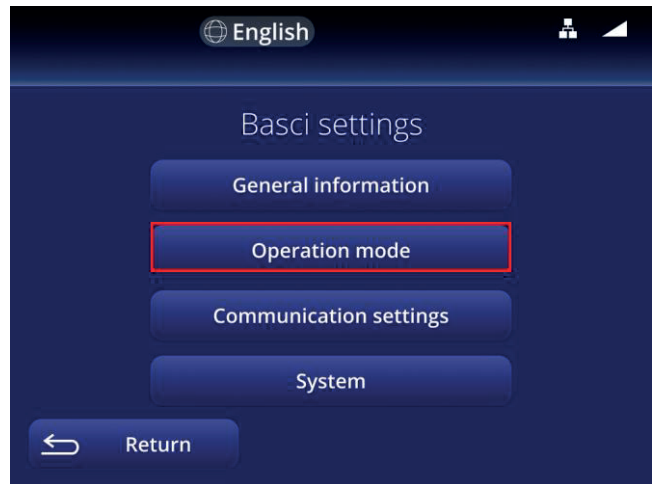 English
Basci settings
General information
Operation mode
Communication settings
System
Return